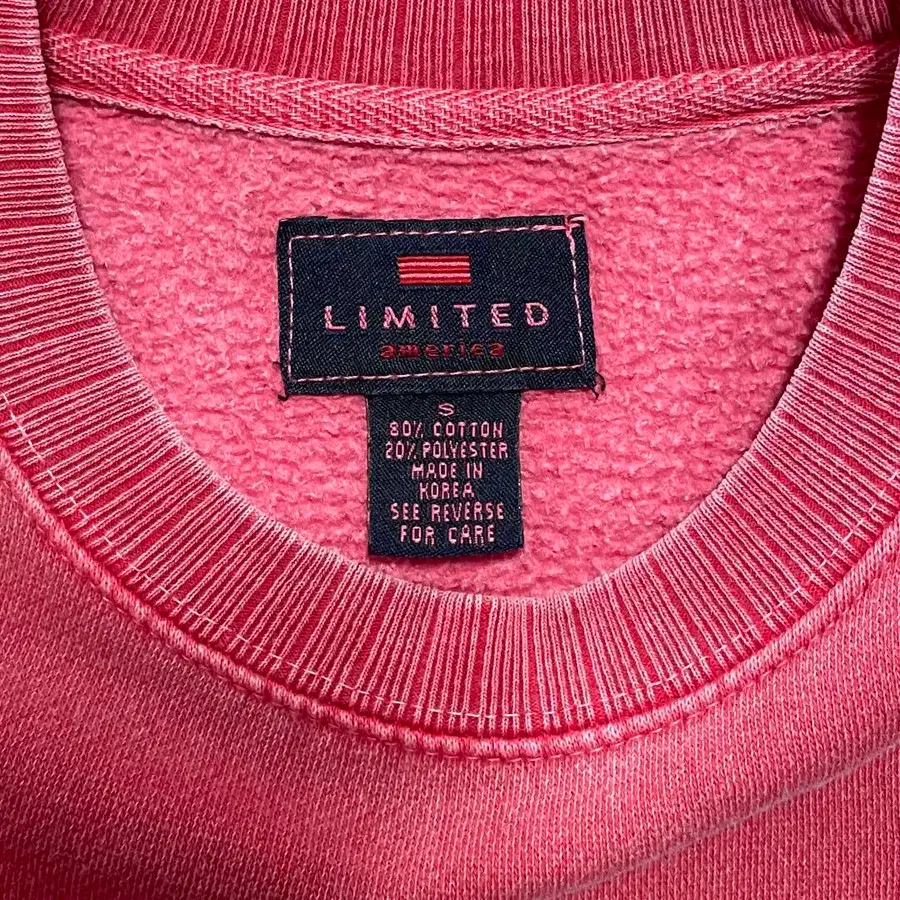 LIMITED
america
S
80% COTTON
20% POLYESTER
MADE IN
KOREA
SEE REVERSE
FOR CARE